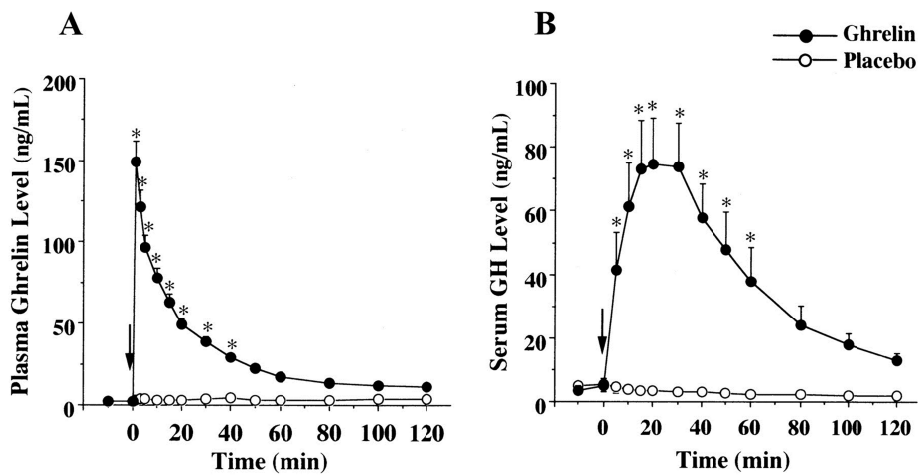 A
B
Ghrelin
Placebo
Plasma Ghrelin Level (ng/mL)
200
150
100
50
0
* * * * * * * *
0 20 40 60 80 100 120
Time (min)
Serum GH Level (ng/mL)
100
80
60
40
20
0
* * * * * * * *
0 20 40 60 80 100 120
Time (min)